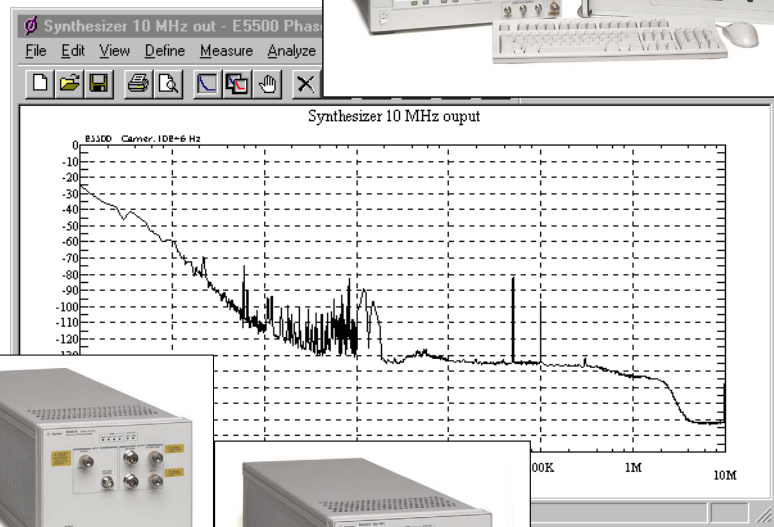 Synthesizer 10 MHz out - E5500 Phas
File Edit View Define Measure Analyze
Synthesizer 10 MHz ouput
E5500 Carrier: 10E+6 Hz
0
-10
-20
-30
-40
-50
-60
-70
-80
-90
-100
-110
-120
00K 1M 10M